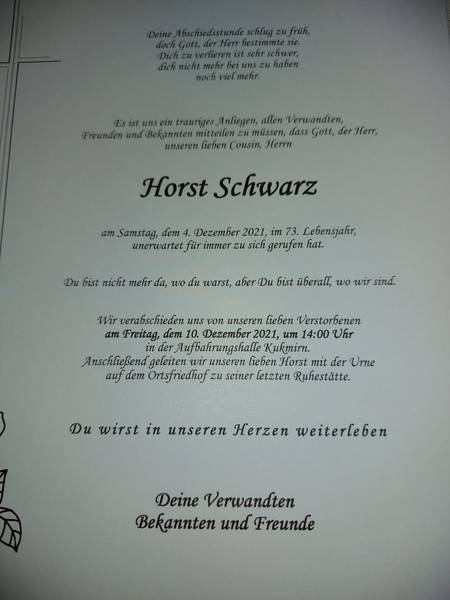 Deine Abschiedsstunde schlug zu früh,
doch Gott, der Herr bestimmte sie.
Dich zu verlieren ist sehr schwer,
dich nicht mehr bei uns zu haben
noch viel mehr.
Es ist uns ein trauriges Anliegen, allen Verwandten,
Freunden und Bekannten mitteilen zu müssen, dass Gott, der Herr,
unseren lieben Cousin, Herrn
Horst Schwarz
am Samstag, dem 4. Dezember 2021, im 73. Lebensjahr,
unerwartet für immer zu sich gerufen hat.
Du bist nicht mehr da, wo du warst, aber Du bist überall, wo wir sind.
Wir verabschieden uns von unseren lieben Verstorbenen
am Freitag, dem 10. Dezember 2021, um 14:00 Uhr
in der Aufbahrungshalle Kukmirn.
Anschließend geleiten wir unseren lieben Horst mit der Urne
auf dem Ortsfriedhof zu seiner letzten Ruhestätte.
Du wirst in unseren Herzen weiterleben
Deine Verwandten
Bekannten und Freunde